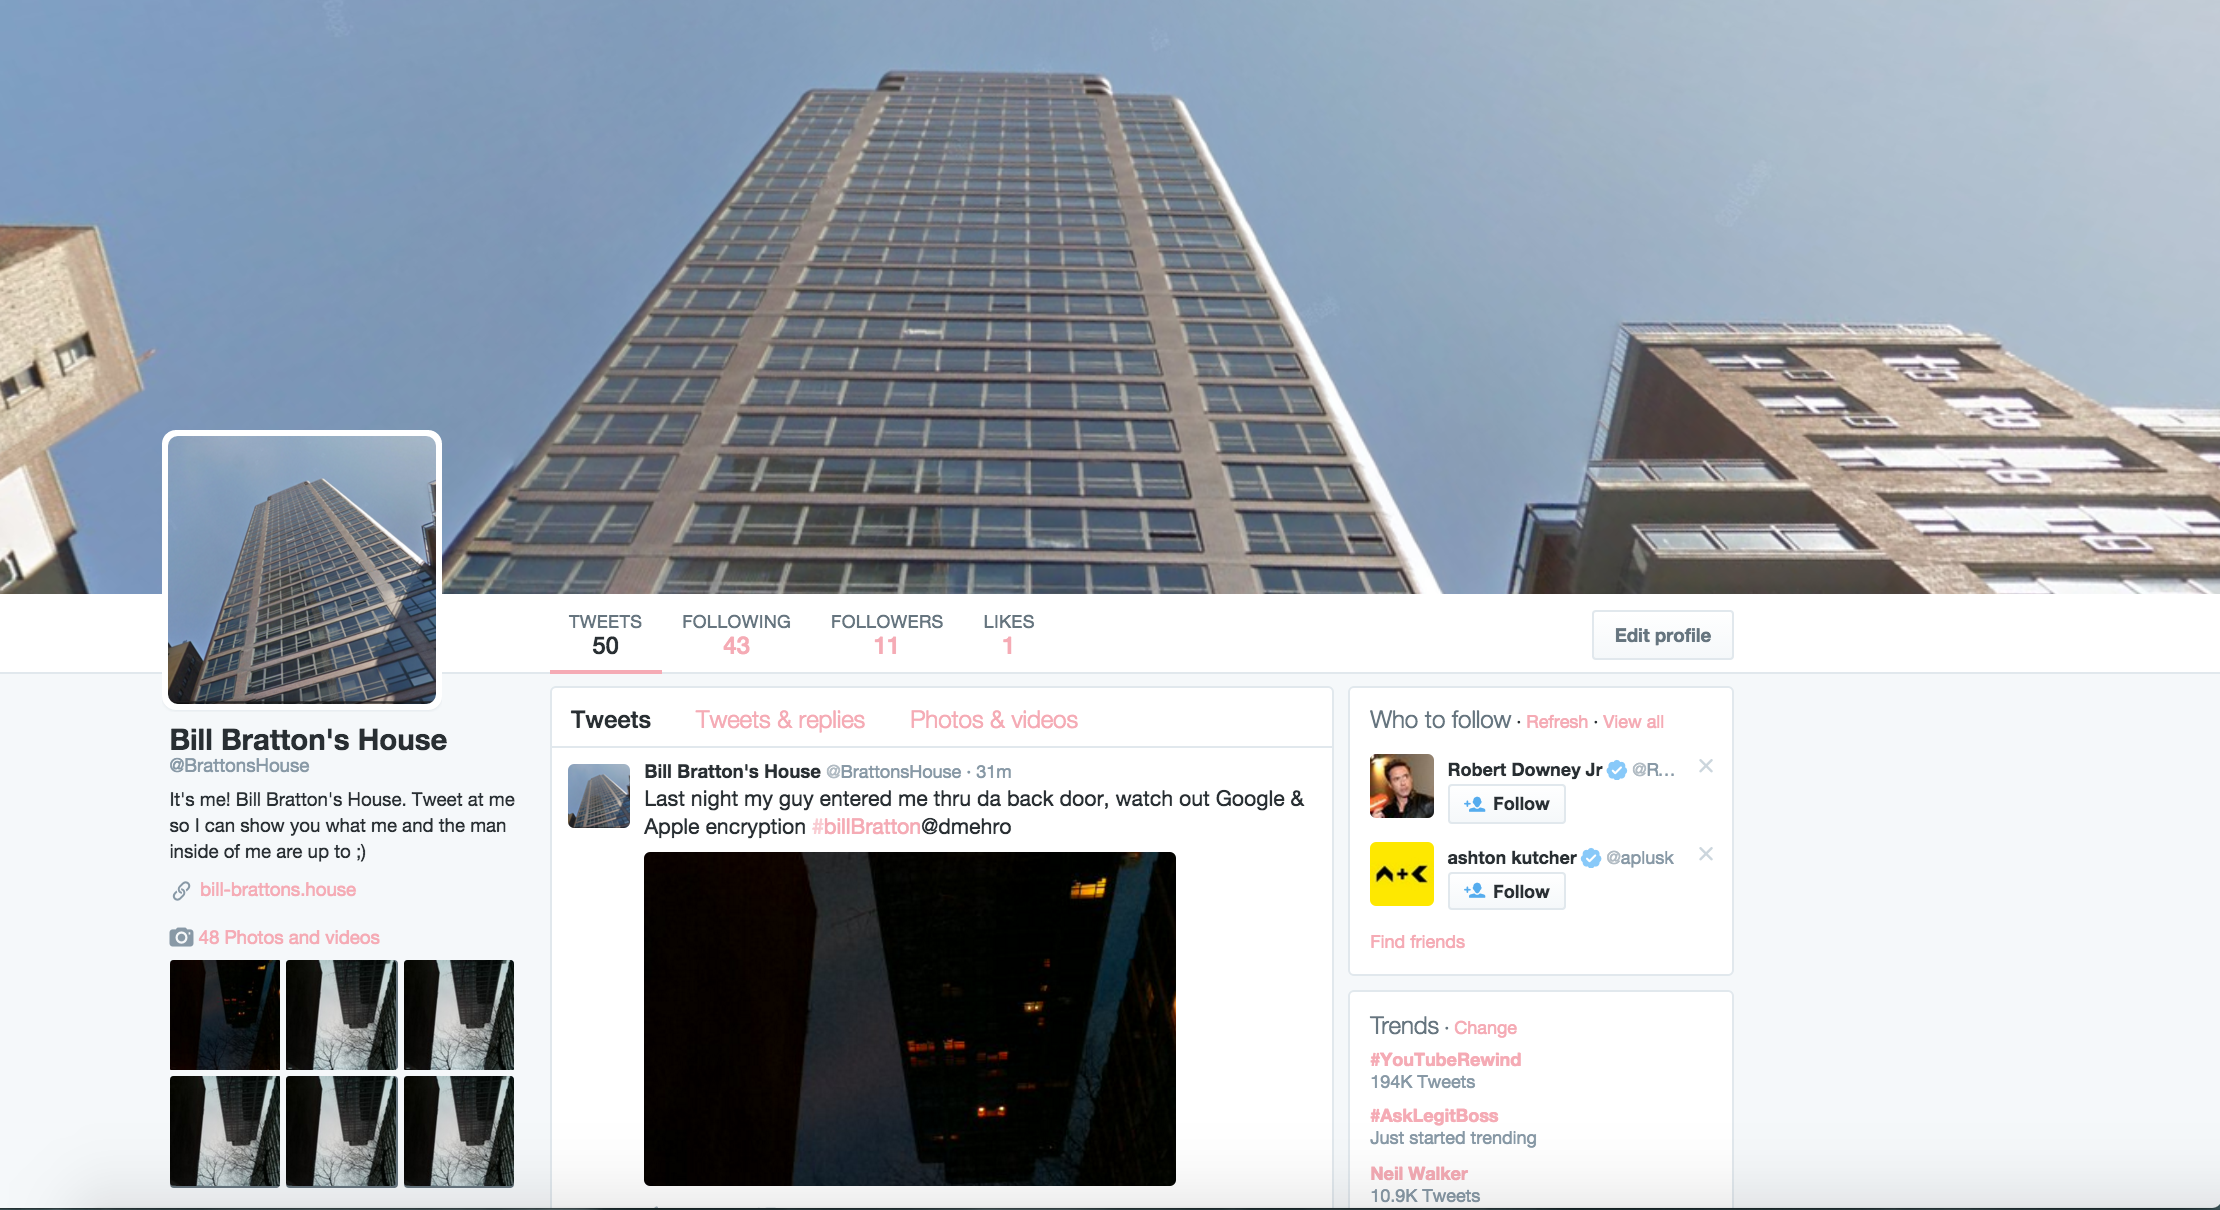 TWEETS
50
FOLLOWING
43
FOLLOWERS
11
LIKES
1
Edit profile
Bill Bratton's House
@BrattonsHouse
It's me! Bill Bratton's House. Tweet at me
so I can show you what me and the man
inside of me are up to ;)
bill-brattons.house
48 Photos and videos
Tweets Tweets & replies Photos & videos
Bill Bratton's House @BrattonsHouse · 31m
Last night my guy entered me thru da back door, watch out Google &
Apple encryption #billBratton@dmehro
Who to follow · Refresh · View all
Robert Downey Jr @R...
Follow
A+K
ashton kutcher @aplusk
Follow
Find friends
Trends · Change
#YouTubeRewind
194K Tweets
#AskLegitBoss
Just started trending
Neil Walker
10.9K Tweets